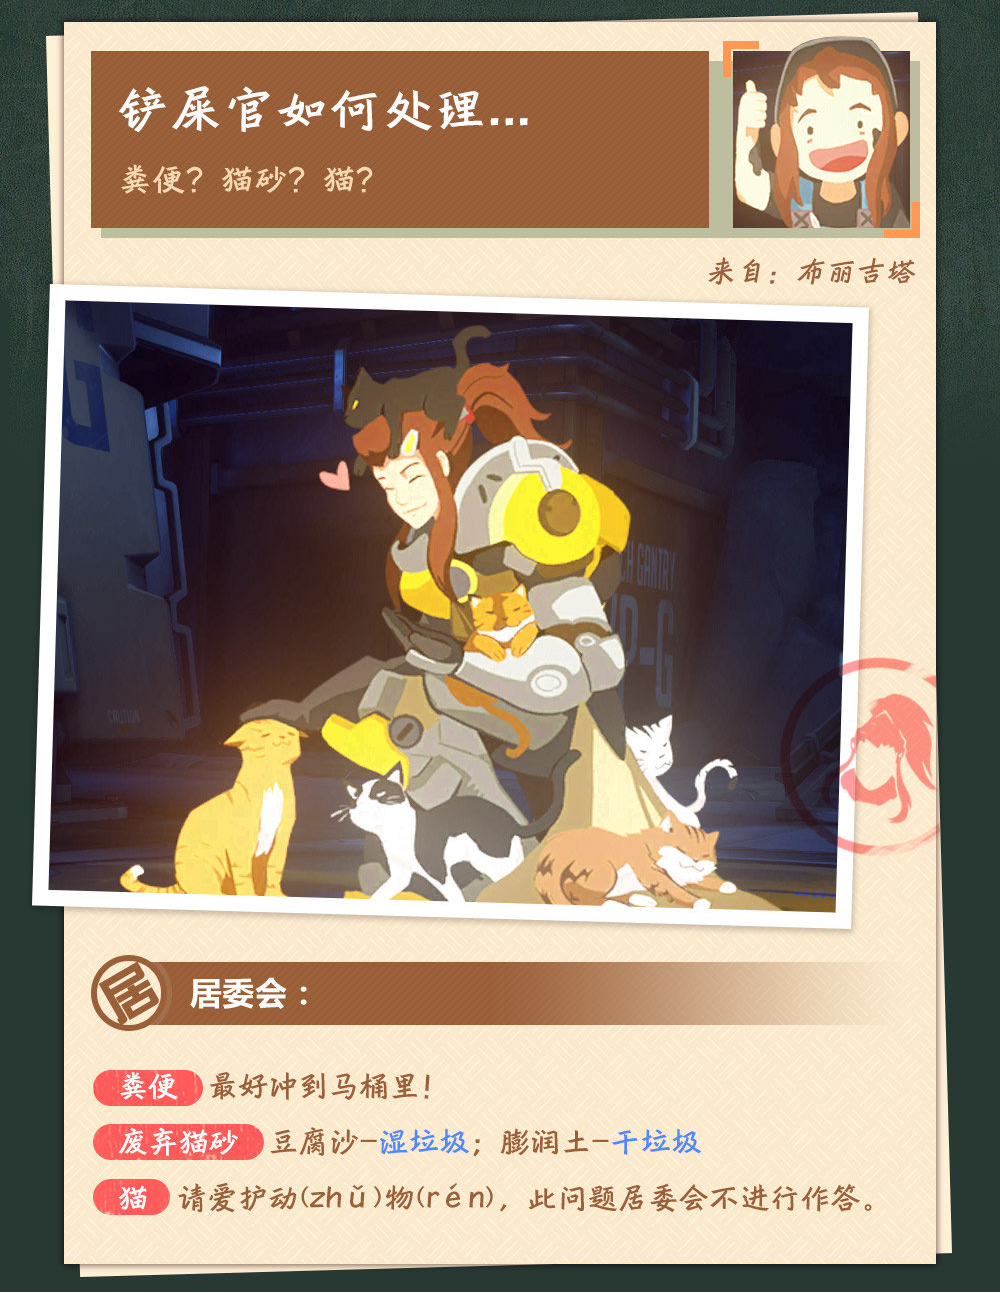 铲屎官如何处理...
粪便？猫砂？猫？
来自：布丽吉塔
CH GANTRY
P-G
G
CAUTION
居
居委会：
粪便 最好冲到马桶里！
废弃猫砂 豆腐沙-湿垃圾；膨润土-干垃圾
猫 请爱护动(zhǔ)物(rén)，此问题居委会不进行作答。